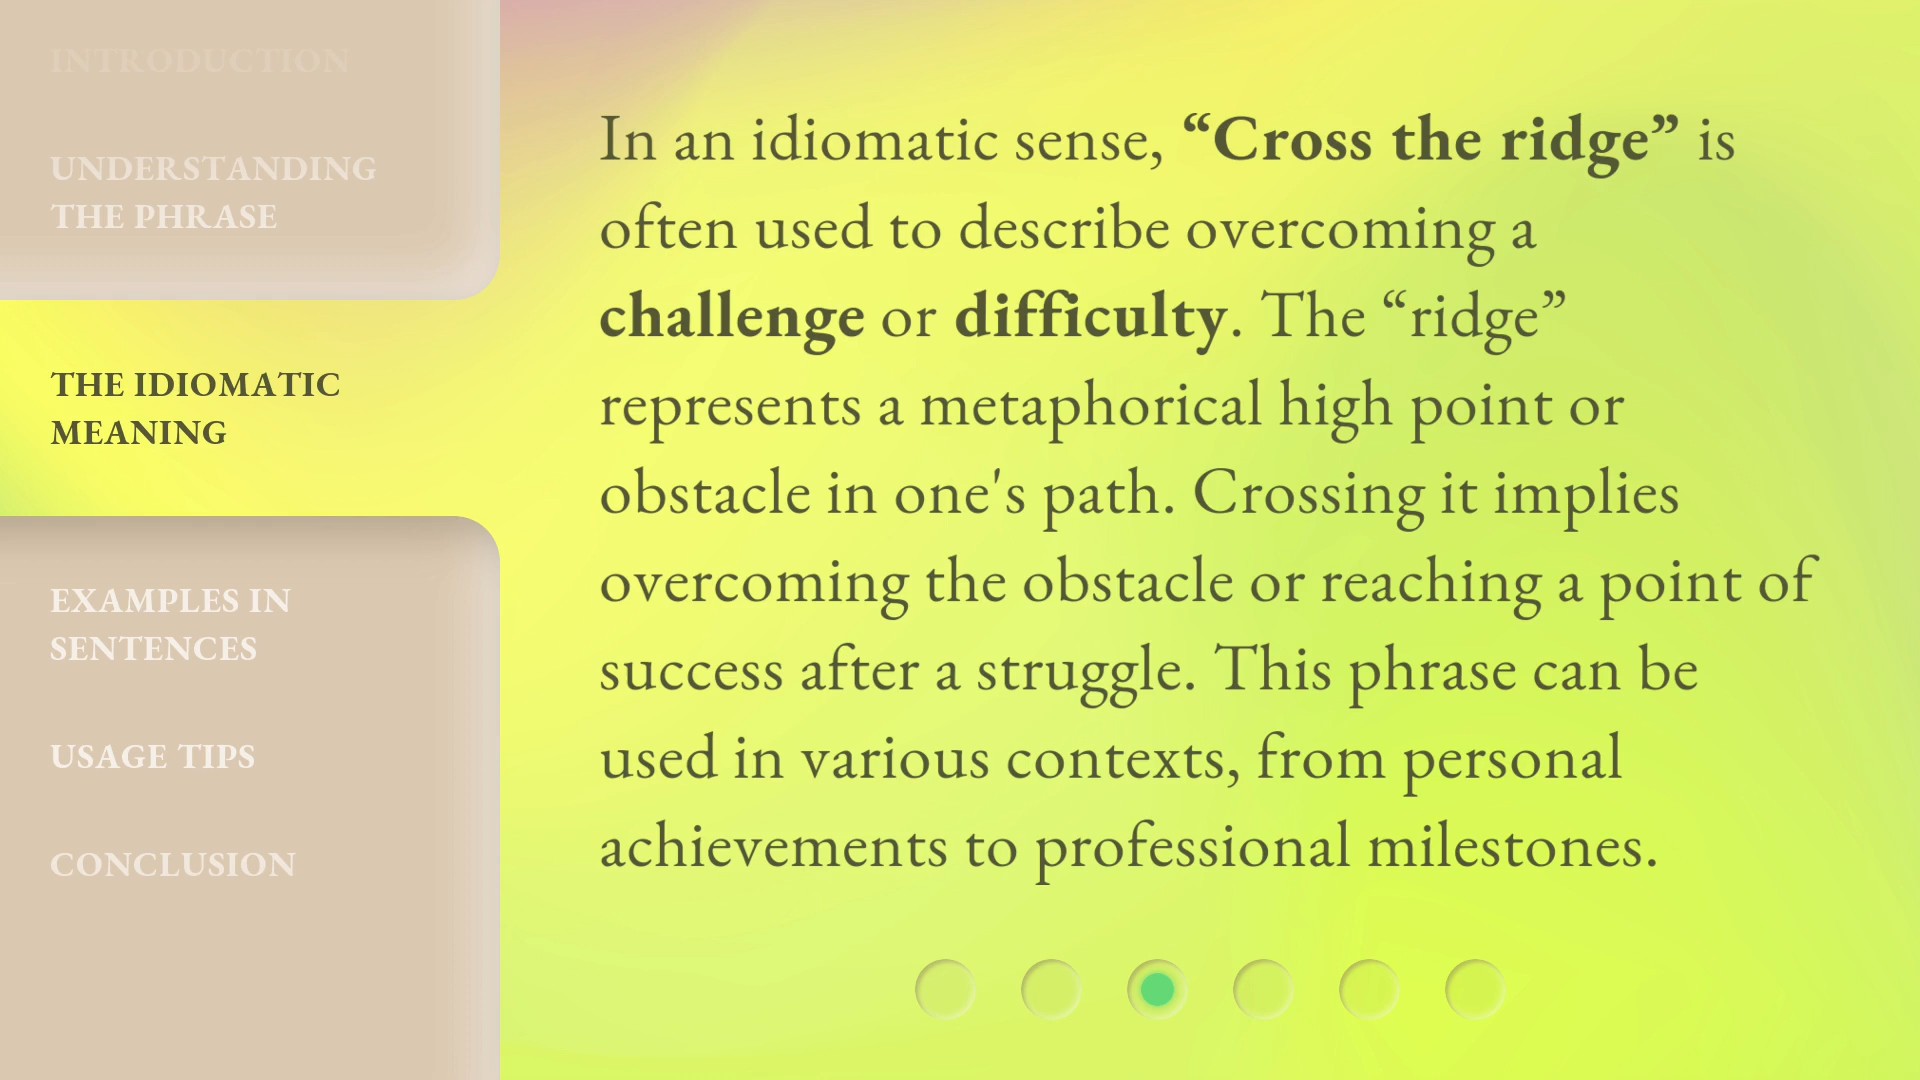 INTRODUCTION
UNDERSTANDING
THE PHRASE
THE IDIOMATIC
MEANING
EXAMPLES IN
SENTENCES
USAGE TIPS
CONCLUSION
In an idiomatic sense, “Cross the ridge” is
often used to describe overcoming a
challenge or difficulty. The “ridge”
represents a metaphorical high point or
obstacle in one's path. Crossing it implies
overcoming the obstacle or reaching a point of
success after a struggle. This phrase can be
used in various contexts, from personal
achievements to professional milestones.